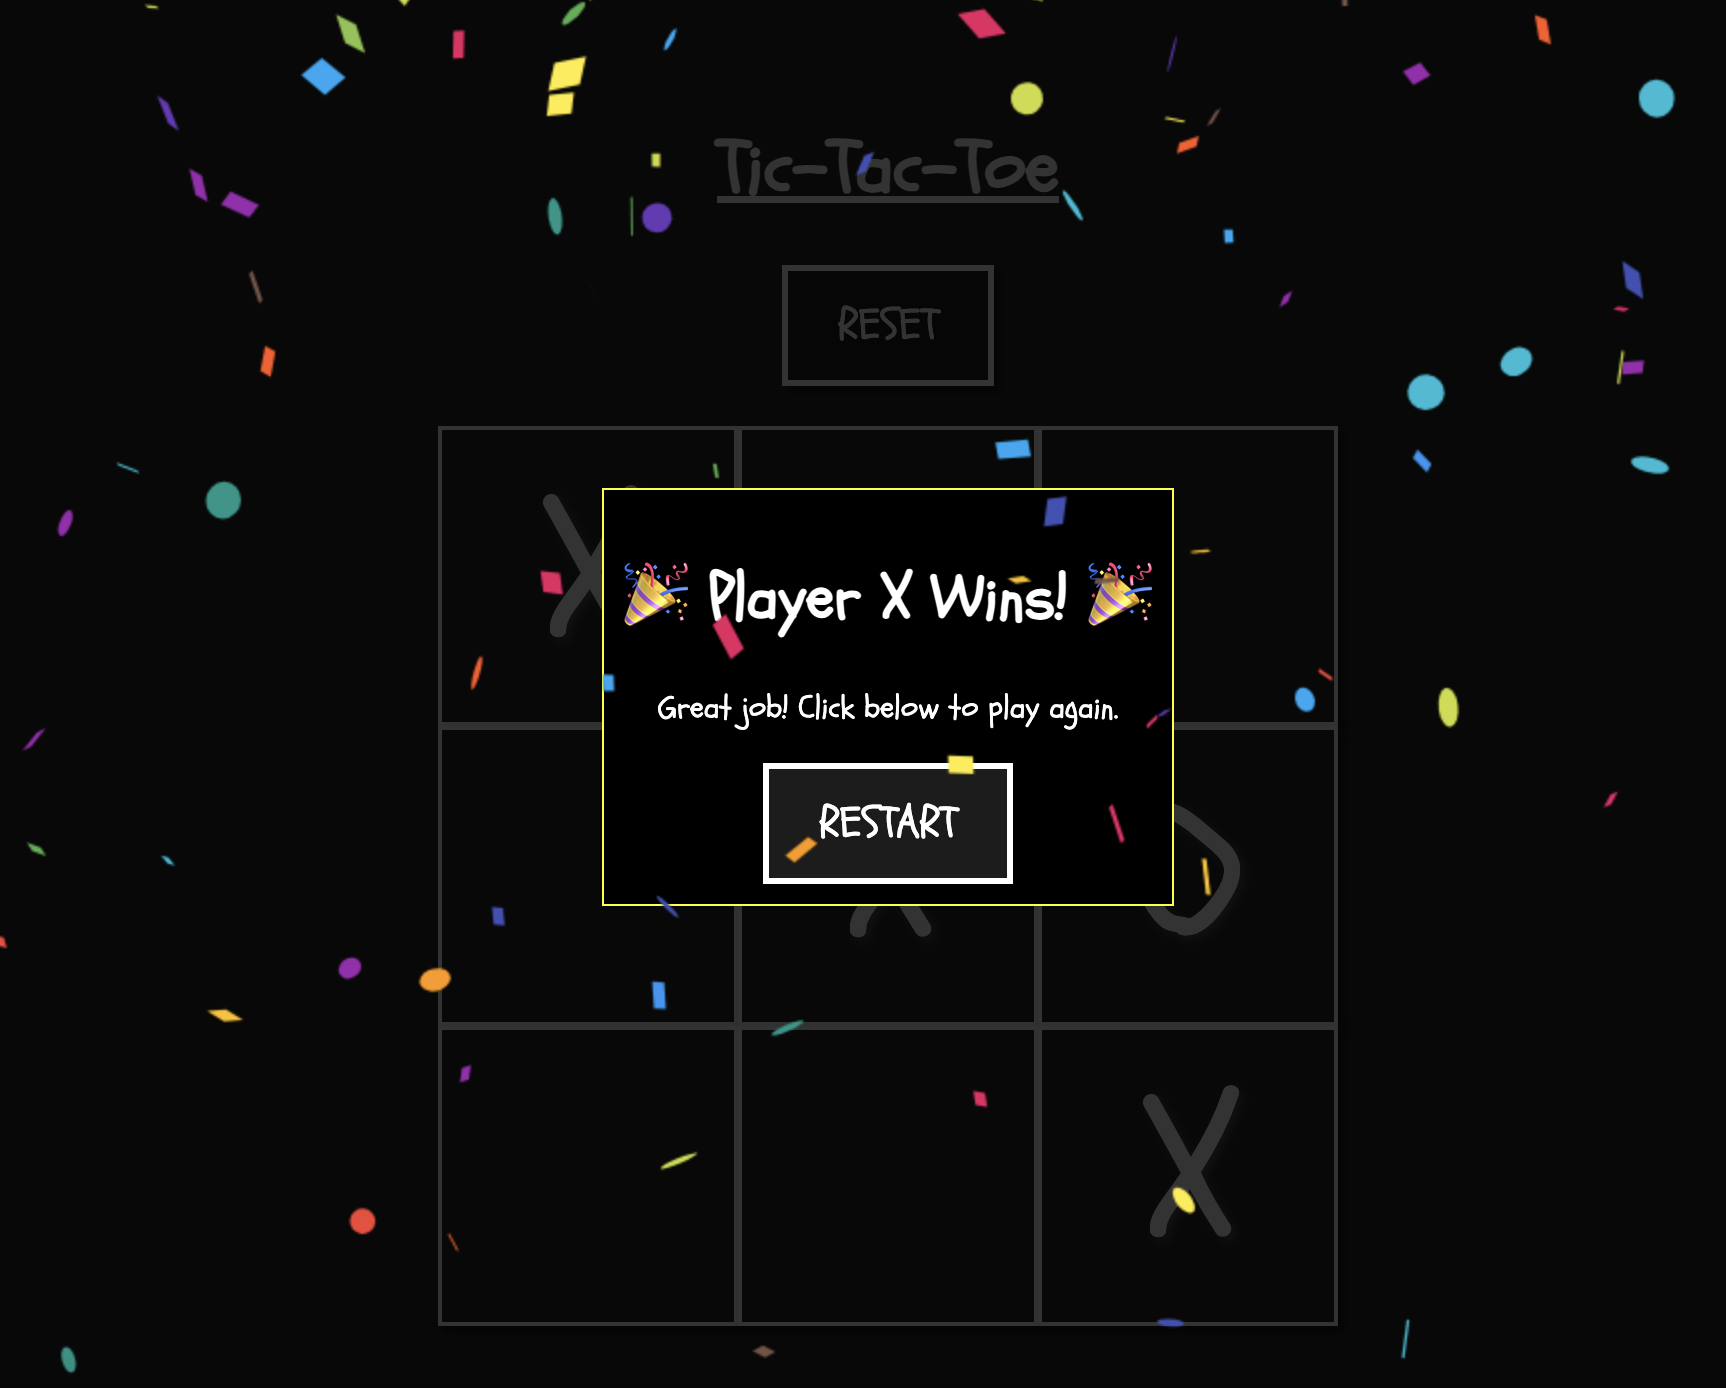 Tic-Tac-Toe
RESET
X
🎉 Player X Wins! 🎉
Great job! Click below to play again.
RESTART
X
O
X